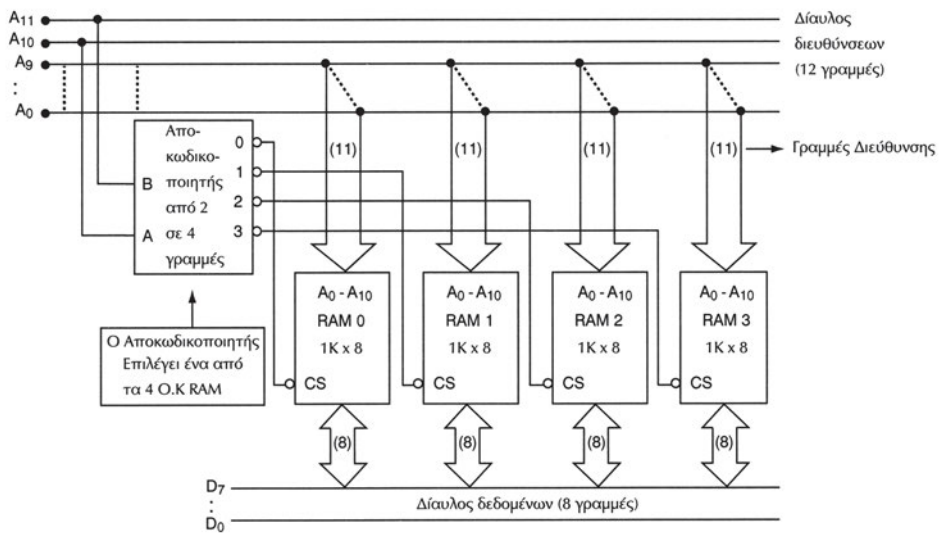 A11
Δίαυλος
A10
διευθύνσεων
A9
(12 γραμμές)
:
A0
Απο-
κωδικο-
ποιητής
από 2
σε 4
γραμμές
B
A
0
1
2
3
(11)
(11)
(11)
(11)
Γραμμές Διεύθυνσης
A0 - A10
RAM 0
1K x 8
CS
A0 - A10
RAM 1
1K x 8
CS
A0 - A10
RAM 2
1K x 8
CS
A0 - A10
RAM 3
1K x 8
CS
Ο Αποκωδικοποιητής
Επιλέγει ένα από
τα 4 Ο.Κ RAM
(8)
(8)
(8)
(8)
D7
:
D0
Δίαυλος δεδομένων (8 γραμμές)